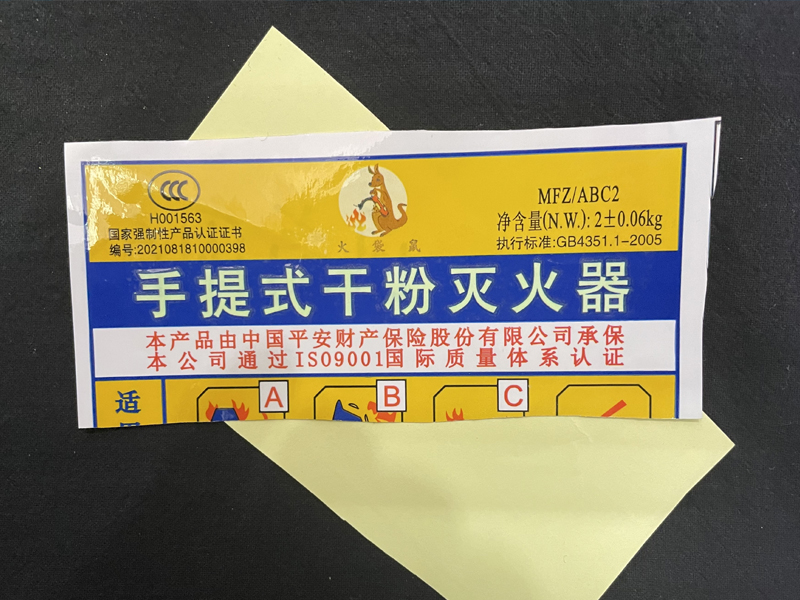 CCC
H001563
国家强制性产品认证证书
编号:2021081810000398
火袋鼠
MFZ/ABC2
净含量(N.W.): 2±0.06kg
执行标准:GB4351.1-2005
手提式干粉灭火器
本产品由中国平安财产保险股份有限公司承保
本公司通过ISO9001国际质量体系认证
适
A
B
C